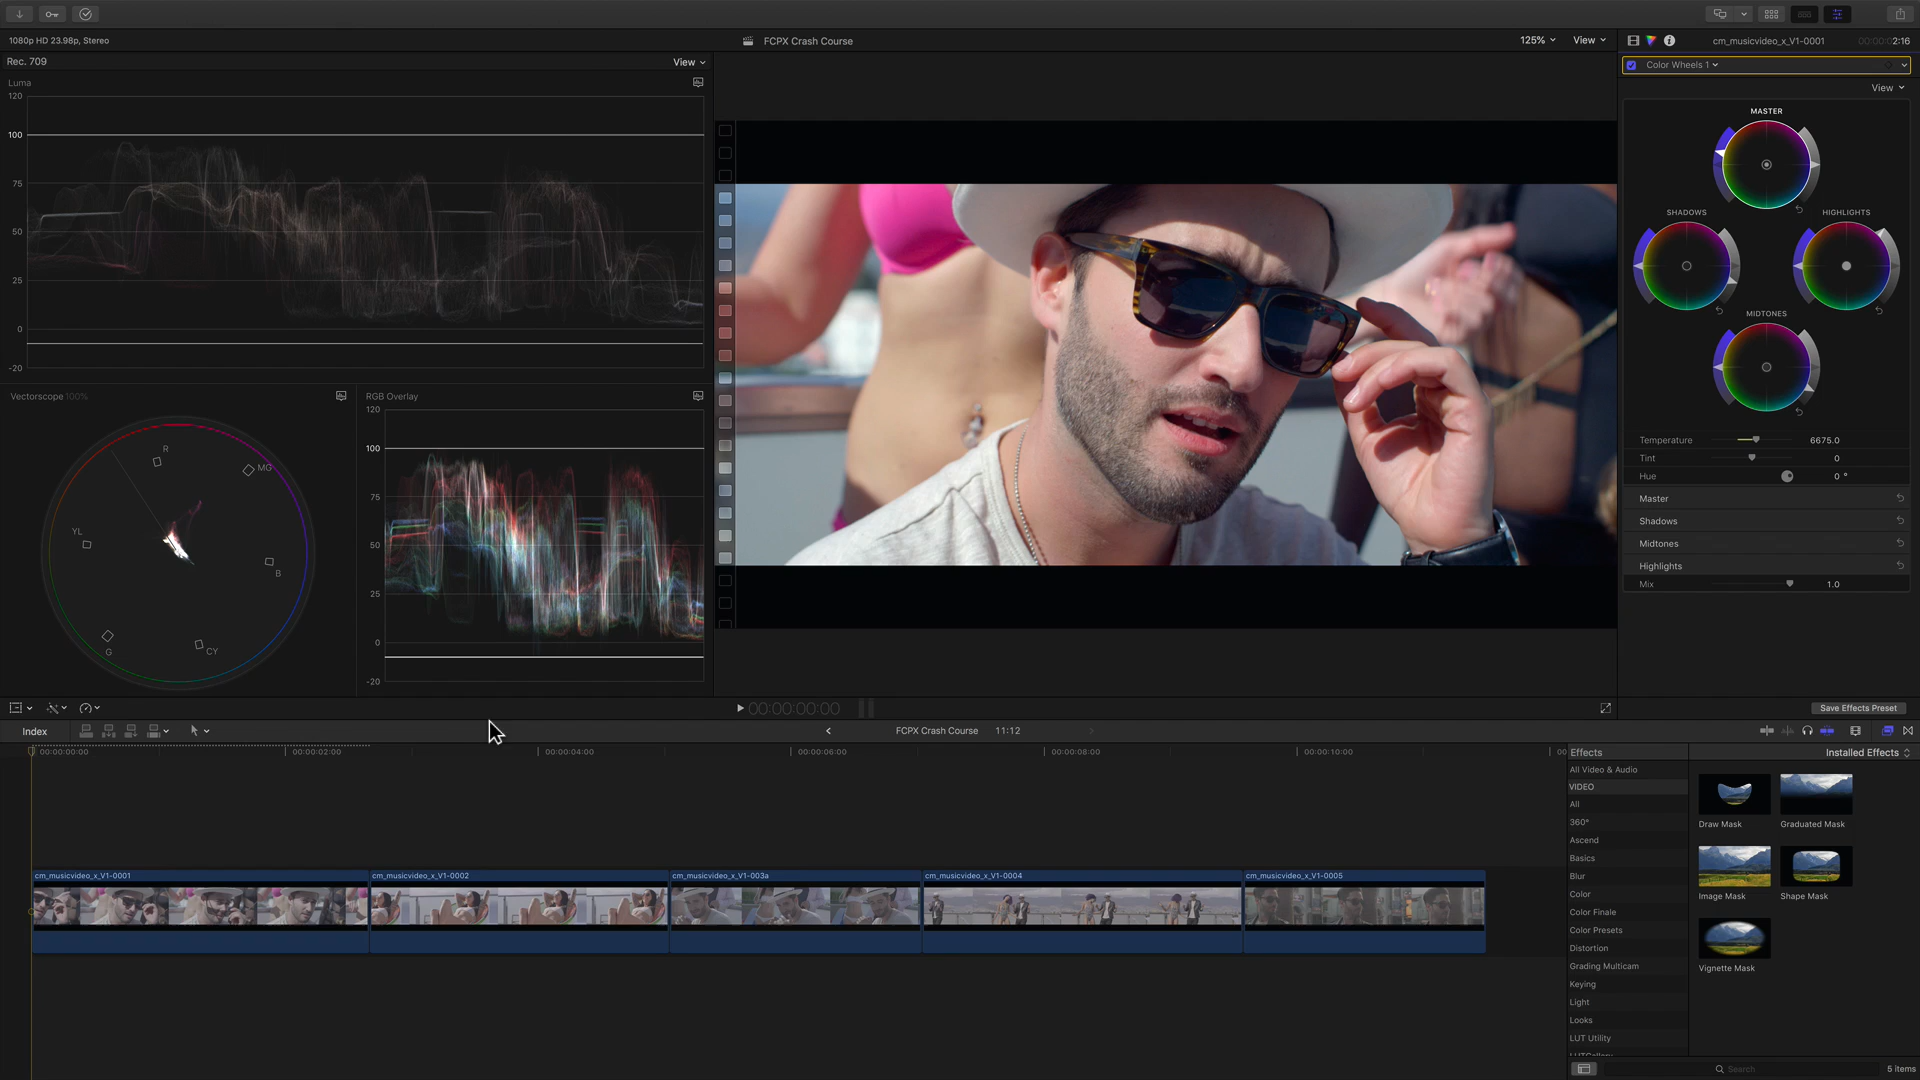 1080p HD 23.98p, Stereo
FCPX Crash Course
125%
View
cm_musicvideo_x_V1-0001
00:00:02:16
Rec. 709
View
Color Wheels 1
View
Luma
120
100
75
50
25
0
-20
MASTER
SHADOWS
HIGHLIGHTS
MIDTONES
Temperature 6675.0
Tint 0
Hue 0 °
Master
Shadows
Midtones
Highlights
Mix 1.0
Vectorscope 100%
R
MG
YL
B
G
CY
RGB Overlay
120
100
75
50
25
0
-20
00:00:00:00
Save Effects Preset
Index
FCPX Crash Course 11:12
00:00:00:00
00:00:02:00
00:00:04:00
00:00:06:00
00:00:08:00
00:00:10:00
00
cm_musicvideo_x_V1-0001
cm_musicvideo_x_V1-0002
cm_musicvideo_x_V1-003a
cm_musicvideo_x_V1-0004
cm_musicvideo_x_V1-0005
Effects
Installed Effects
All Video & Audio
VIDEO
All
360°
Ascend
Basics
Blur
Color
Color Finale
Color Presets
Distortion
Grading Multicam
Keying
Light
Looks
LUT Utility
Draw Mask
Graduated Mask
Image Mask
Shape Mask
Vignette Mask
Search
5 items